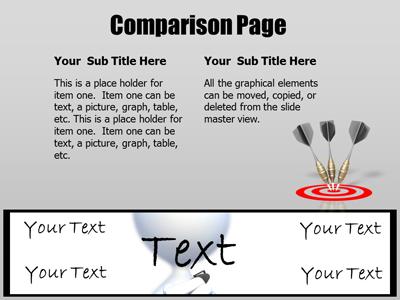 Comparison Page
Your  Sub Title Here
This is a place holder for
item one.  Item one can be
text, a picture, graph, table,
etc. This is a place holder for
item one.  Item one can be
text, a picture, graph, table,
etc.
Your  Sub Title Here
All the graphical elements
can be moved, copied, or
deleted from the slide
master view.
Your Text
Text
Your Text
Your Text
Your Text